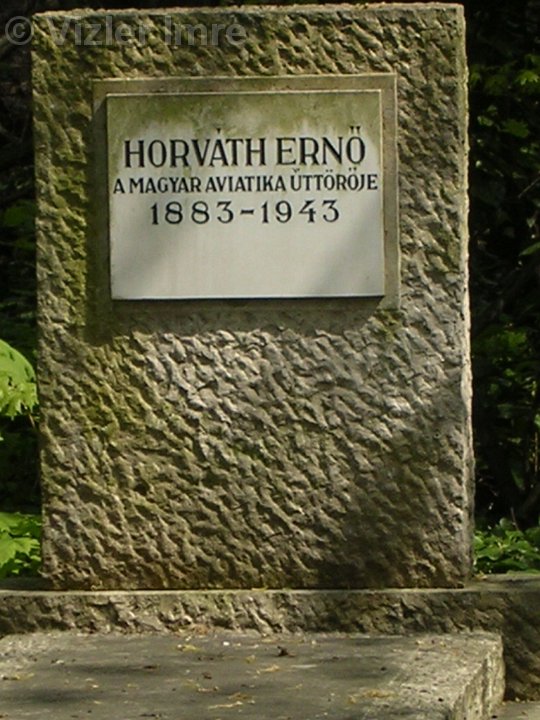 © Vizler Imre
HORVÁTH ERNŐ
A MAGYAR AVIATIKA ÚTTÖRŐJE
1883-1943